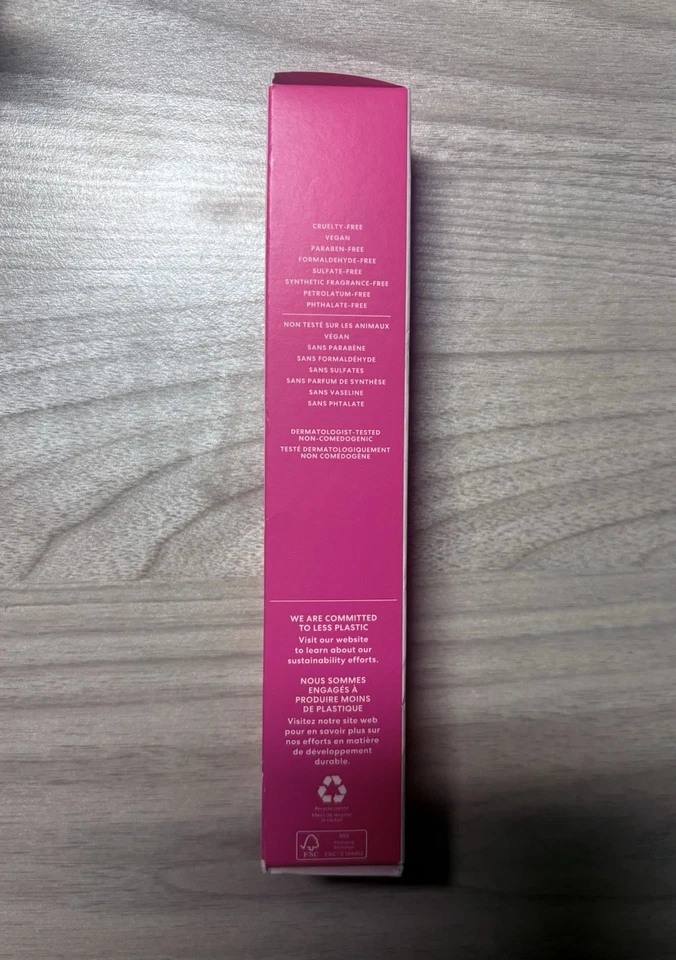 CRUELTY-FREE
VEGAN
PARABEN-FREE
FORMALDEHYDE-FREE
SULFATE-FREE
SYNTHETIC FRAGRANCE-FREE
PETROLATUM-FREE
PHTHALATE-FREE
NON TESTÉ SUR LES ANIMAUX
VÉGAN
SANS PARABÈNE
SANS FORMALDÉHYDE
SANS SULFATES
SANS PARFUM DE SYNTHÈSE
SANS VASELINE
SANS PHTALATE
DERMATOLOGIST-TESTED
NON-COMEDOGENIC
TESTÉ DERMATOLOGIQUEMENT
NON COMÉDOGÈNE
WE ARE COMMITTED
TO LESS PLASTIC
Visit our website
to learn about our
sustainability efforts.
NOUS SOMMES
ENGAGÉS À
PRODUIRE MOINS
DE PLASTIQUE
Visitez notre site web
pour en savoir plus sur
nos efforts en matière
de développement
durable.
FSC